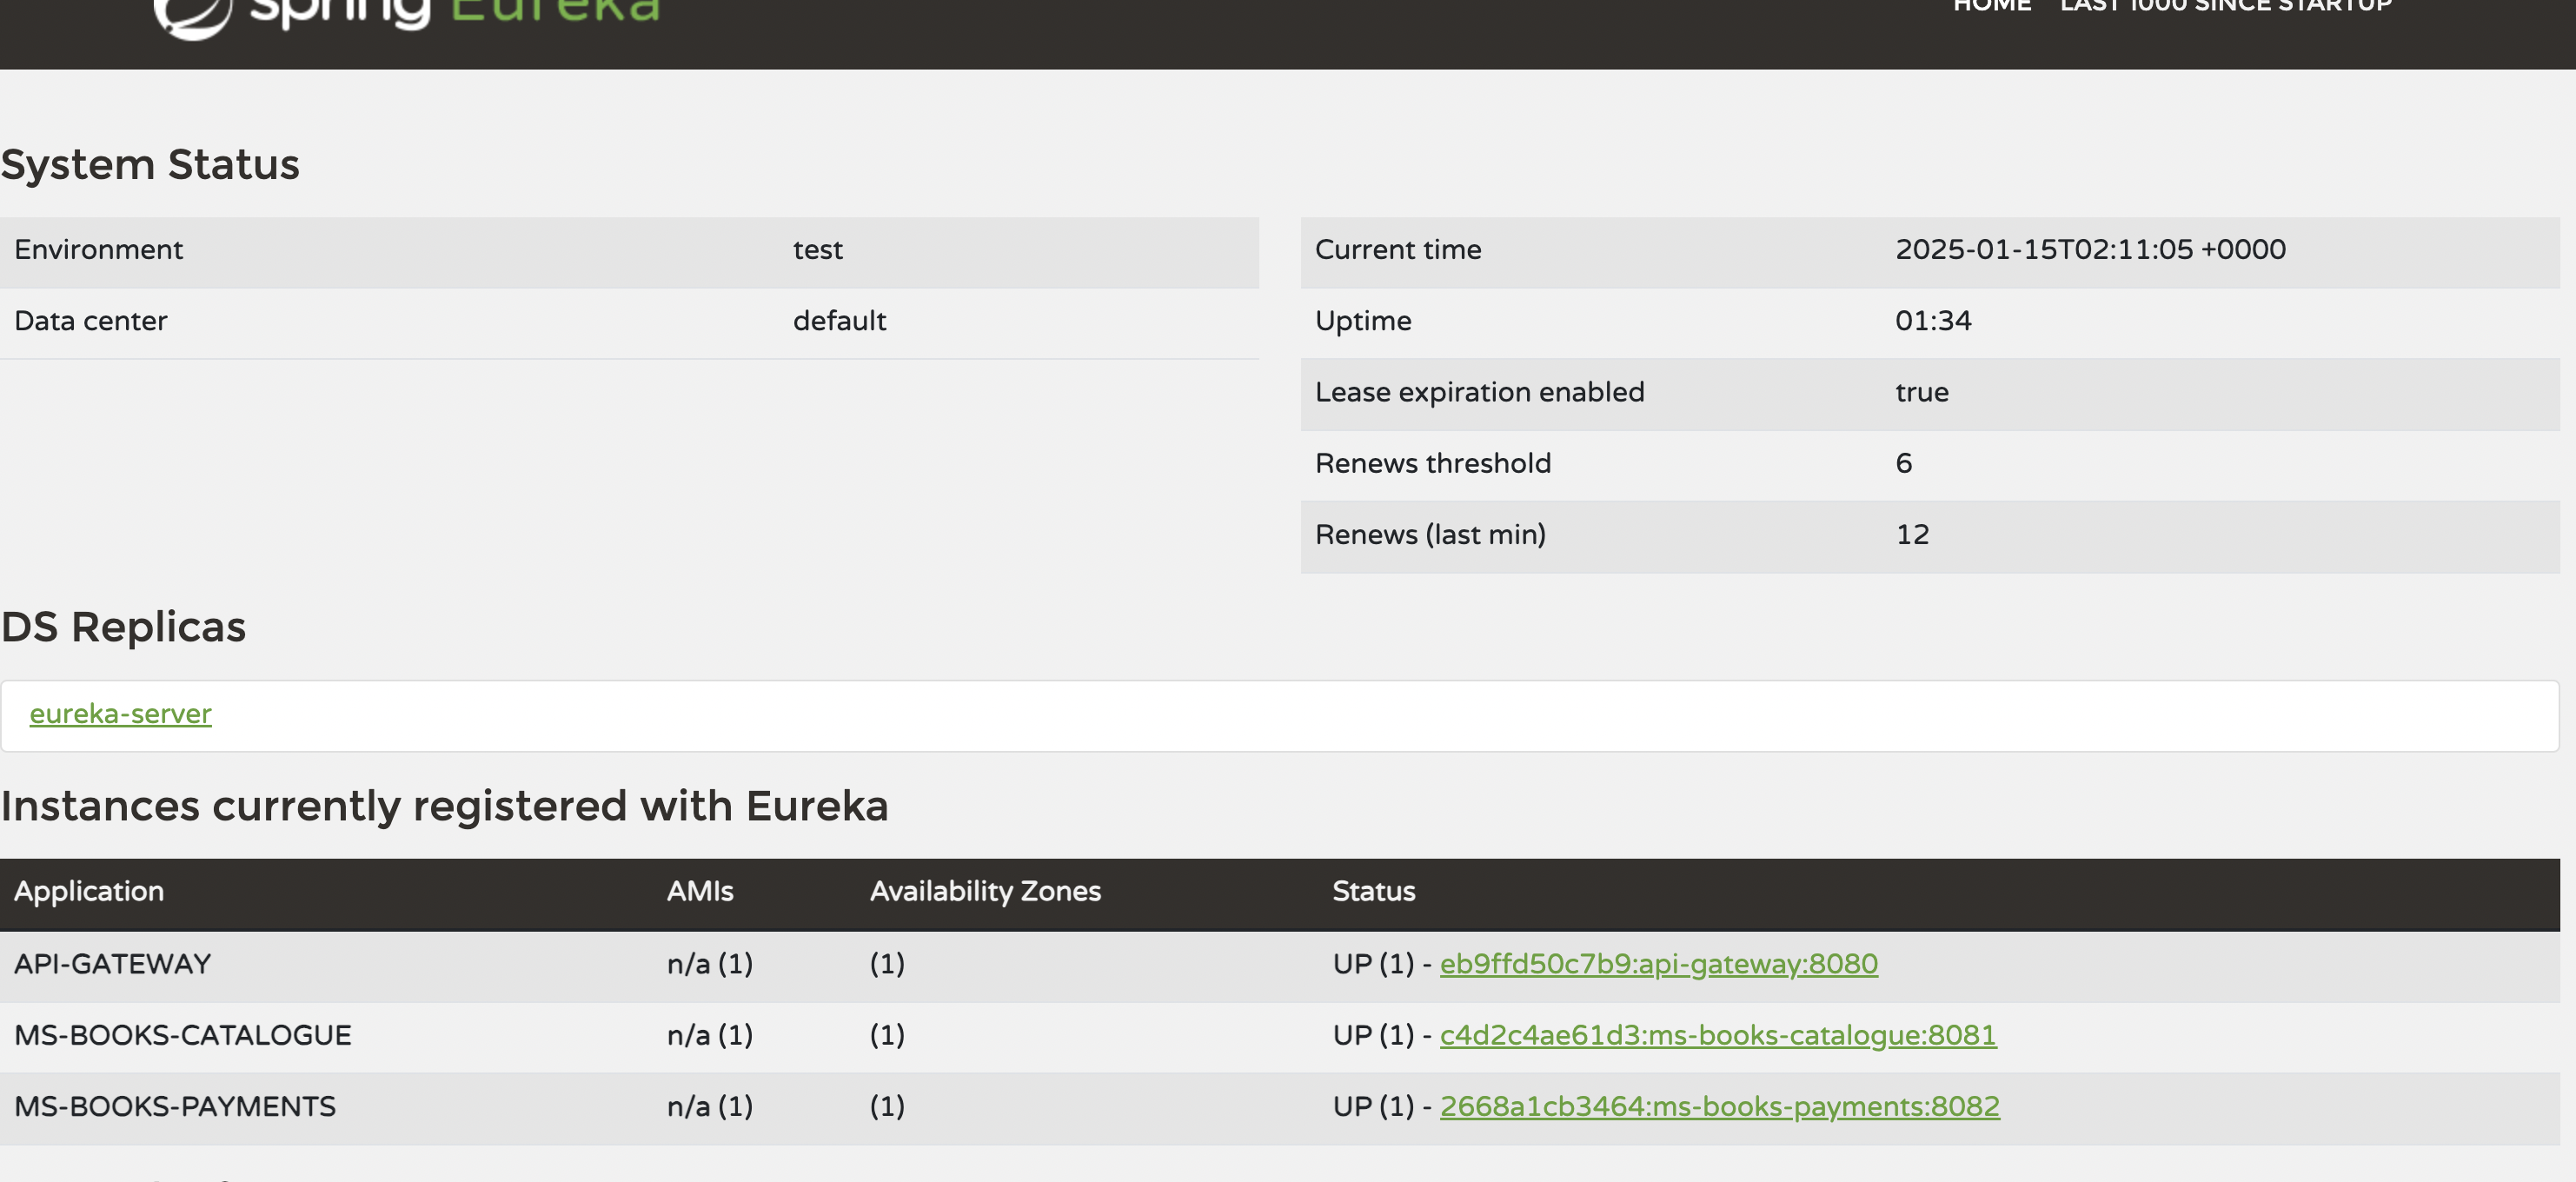 spring Eureka
HOME LAST 1000 SINCE STARTUP
System Status
Environment test
Data center default
Current time 2025-01-15T02:11:05 +0000
Uptime 01:34
Lease expiration enabled true
Renews threshold 6
Renews (last min) 12
DS Replicas
eureka-server
Instances currently registered with Eureka
Application AMIs Availability Zones Status
API-GATEWAY n/a (1) (1) UP (1) - eb9ffd50c7b9:api-gateway:8080
MS-BOOKS-CATALOGUE n/a (1) (1) UP (1) - c4d2c4ae61d3:ms-books-catalogue:8081
MS-BOOKS-PAYMENTS n/a (1) (1) UP (1) - 2668a1cb3464:ms-books-payments:8082